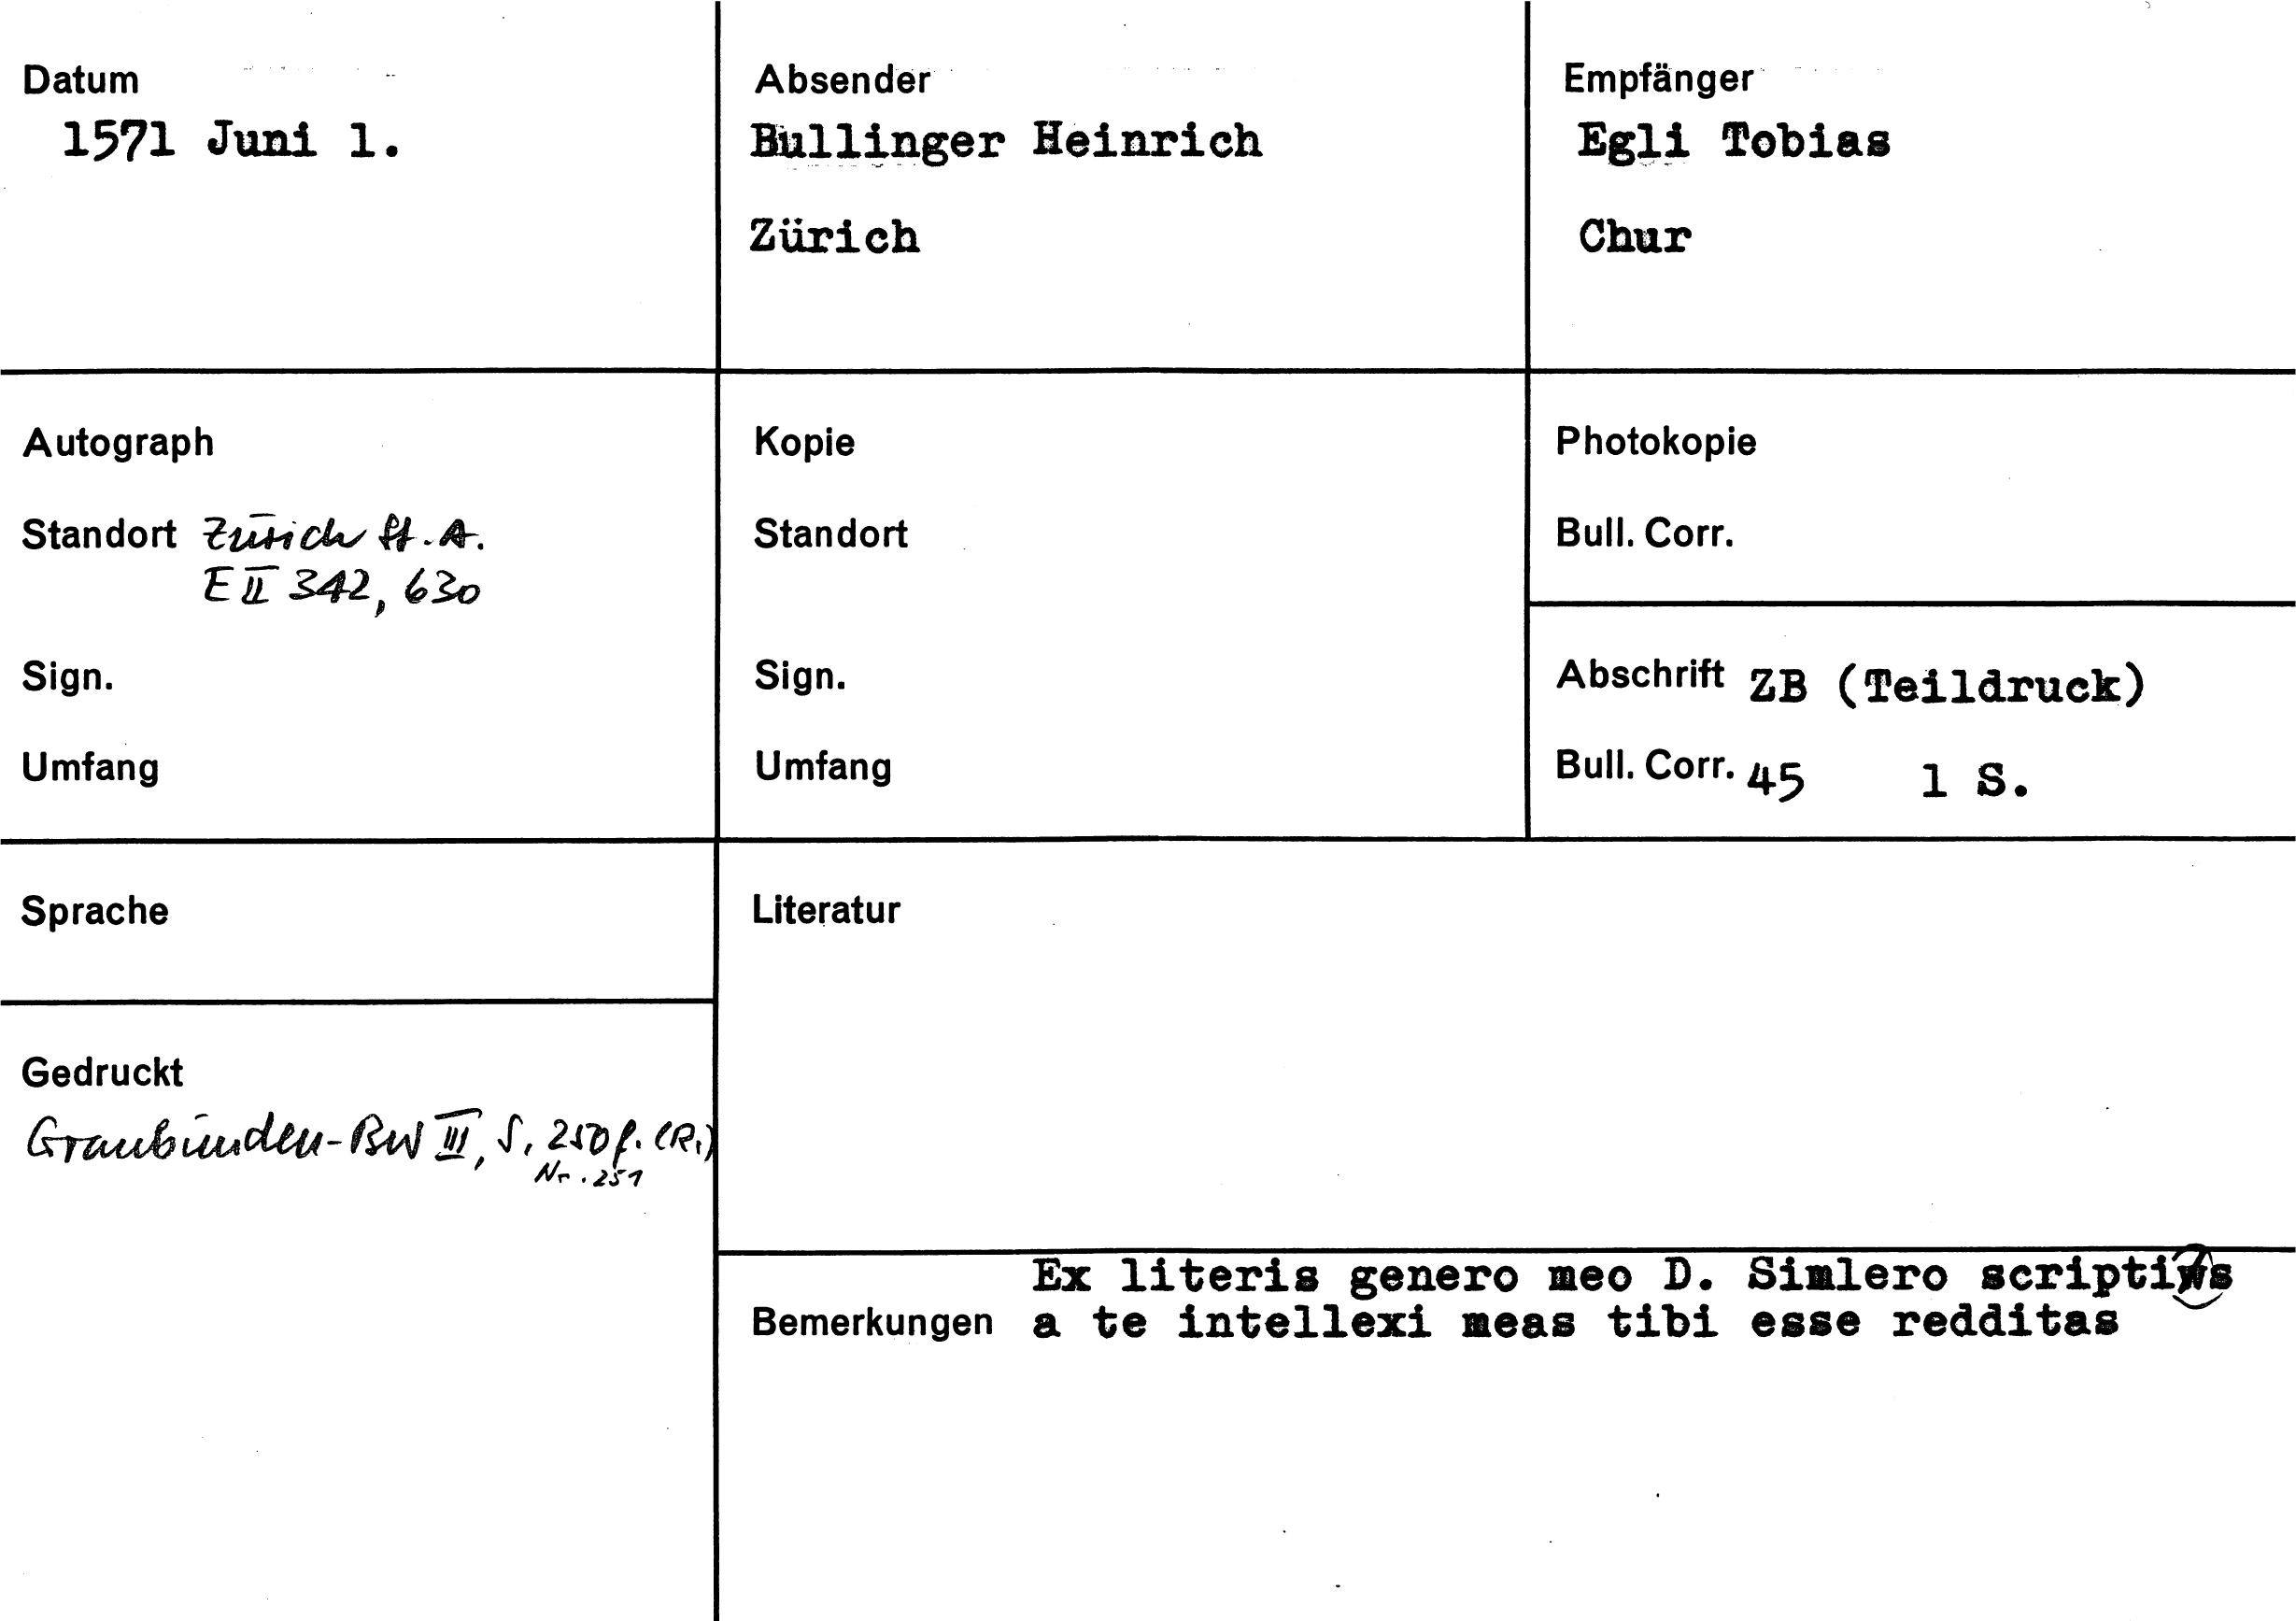 Datum
1571 Juni 1.
Absender
Bullinger Heinrich
Zürich
Empfänger
Egli Tobias
Chur
Autograph
Standort Zürich St.A.
E II 342, 630
Sign.
Umfang
Kopie
Standort
Sign.
Umfang
Photokopie
Bull. Corr.
Abschrift ZB (Teildruck)
Bull. Corr. 45 1 S.
Sprache
Gedruckt
Graubünden-BW III, S. 250f. (R.)
Nr. 251
Literatur
Bemerkungen
Ex literis genero meo D. Simlero scriptis
a te intellexi meas tibi esse redditas